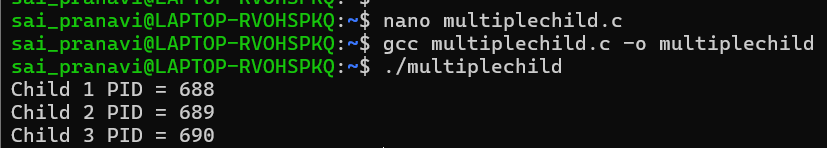 sai_pranavi@LAPTOP-RVOHSPKQ:~$ nano multiplechild.c
sai_pranavi@LAPTOP-RVOHSPKQ:~$ gcc multiplechild.c -o multiplechild
sai_pranavi@LAPTOP-RVOHSPKQ:~$ ./multiplechild
Child 1 PID = 688
Child 2 PID = 689
Child 3 PID = 690